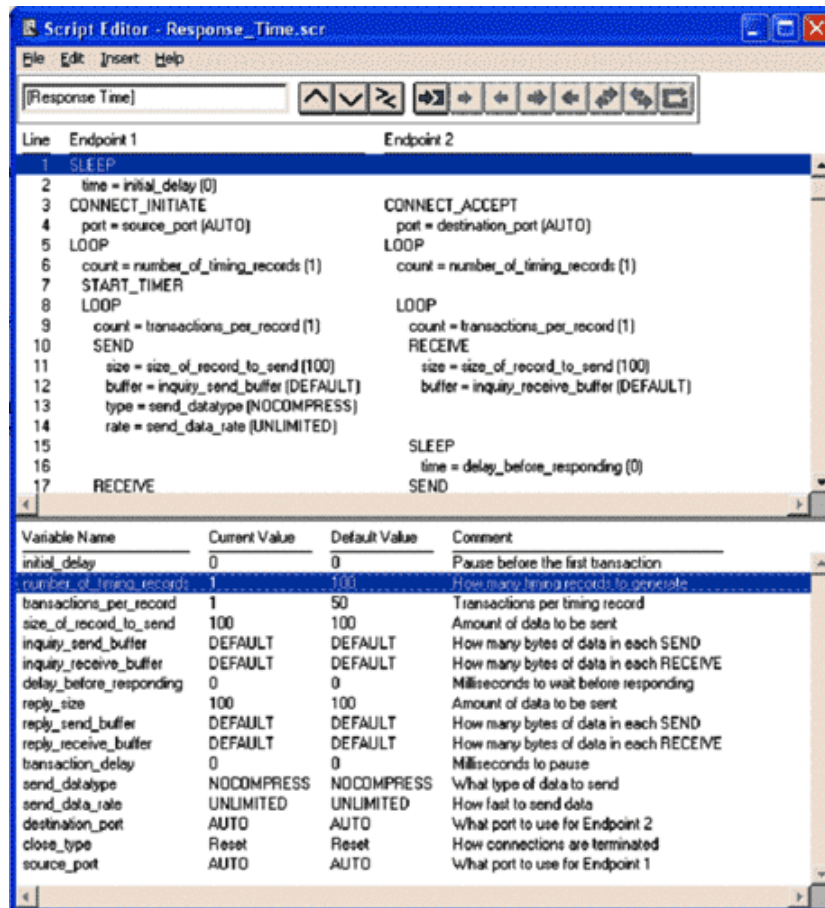 Script Editor - Response_Time.scr
File Edit Insert Help
[Response Time]
Line Endpoint 1 Endpoint 2
1 SLEEP
2 time = initial_delay (0)
3 CONNECT_INITIATE CONNECT_ACCEPT
4 port = source_port (AUTO) port = destination_port (AUTO)
5 LOOP LOOP
6 count = number_of_timing_records (1) count = number_of_timing_records (1)
7 START_TIMER
8 LOOP LOOP
9 count = transactions_per_record (1) count = transactions_per_record (1)
10 SEND RECEIVE
11 size = size_of_record_to_send (100) size = size_of_record_to_send (100)
12 buffer = inquiry_send_buffer (DEFAULT) buffer = inquiry_receive_buffer (DEFAULT)
13 type = send_datatype (NOCOMPRESS)
14 rate = send_data_rate (UNLIMITED)
15 SLEEP
16 time = delay_before_responding (0)
17 RECEIVE SEND
Variable Name Current Value Default Value Comment
initial_delay 0 0 Pause before the first transaction
number_of_timing_records 1 100 How many timing records to generate
transactions_per_record 1 50 Transactions per timing record
size_of_record_to_send 100 100 Amount of data to be sent
inquiry_send_buffer DEFAULT DEFAULT How many bytes of data in each SEND
inquiry_receive_buffer DEFAULT DEFAULT How many bytes of data in each RECEIVE
delay_before_responding 0 0 Milliseconds to wait before responding
reply_size 100 100 Amount of data to be sent
reply_send_buffer DEFAULT DEFAULT How many bytes of data in each SEND
reply_receive_buffer DEFAULT DEFAULT How many bytes of data in each RECEIVE
transaction_delay 0 0 Milliseconds to pause
send_datatype NOCOMPRESS NOCOMPRESS What type of data to send
send_data_rate UNLIMITED UNLIMITED How fast to send data
destination_port AUTO AUTO What port to use for Endpoint 2
close_type Reset Reset How connections are terminated
source_port AUTO AUTO What port to use for Endpoint 1